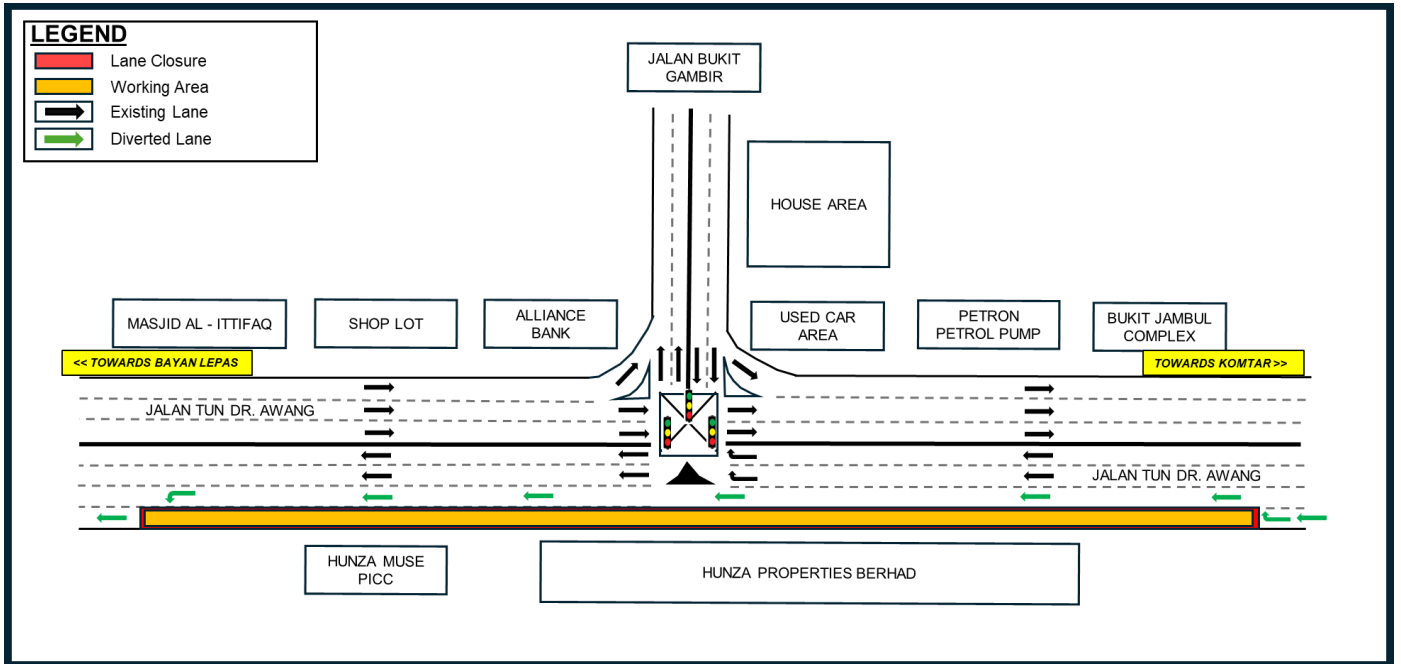 LEGEND
Lane Closure
Working Area
Existing Lane
Diverted Lane
JALAN BUKIT
GAMBIR
HOUSE AREA
MASJID AL - ITTIFAQ
SHOP LOT
ALLIANCE
BANK
USED CAR
AREA
PETRON
PETROL PUMP
BUKIT JAMBUL
COMPLEX
<< TOWARDS BAYAN LEPAS
TOWARDS KOMTAR>>
JALAN TUN DR. AWANG
JALAN TUN DR. AWANG
HUNZA MUSE
PICC
HUNZA PROPERTIES BERHAD